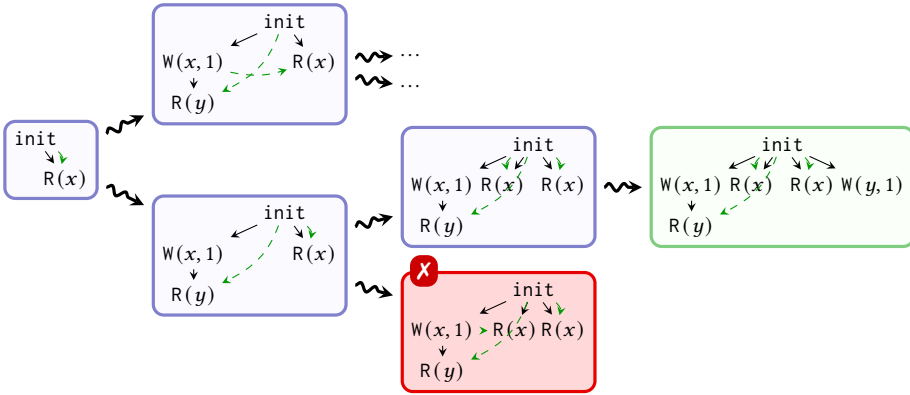 init
R(x)
init
W(x,1) R(x)
R(y)
...
...
init
W(x,1) R(x)
R(y)
init
W(x,1) R(x) R(x)
R(y)
✗
init
W(x,1) R(x) R(x)
R(y)
init
W(x,1) R(x) R(x) W(y,1)
R(y)